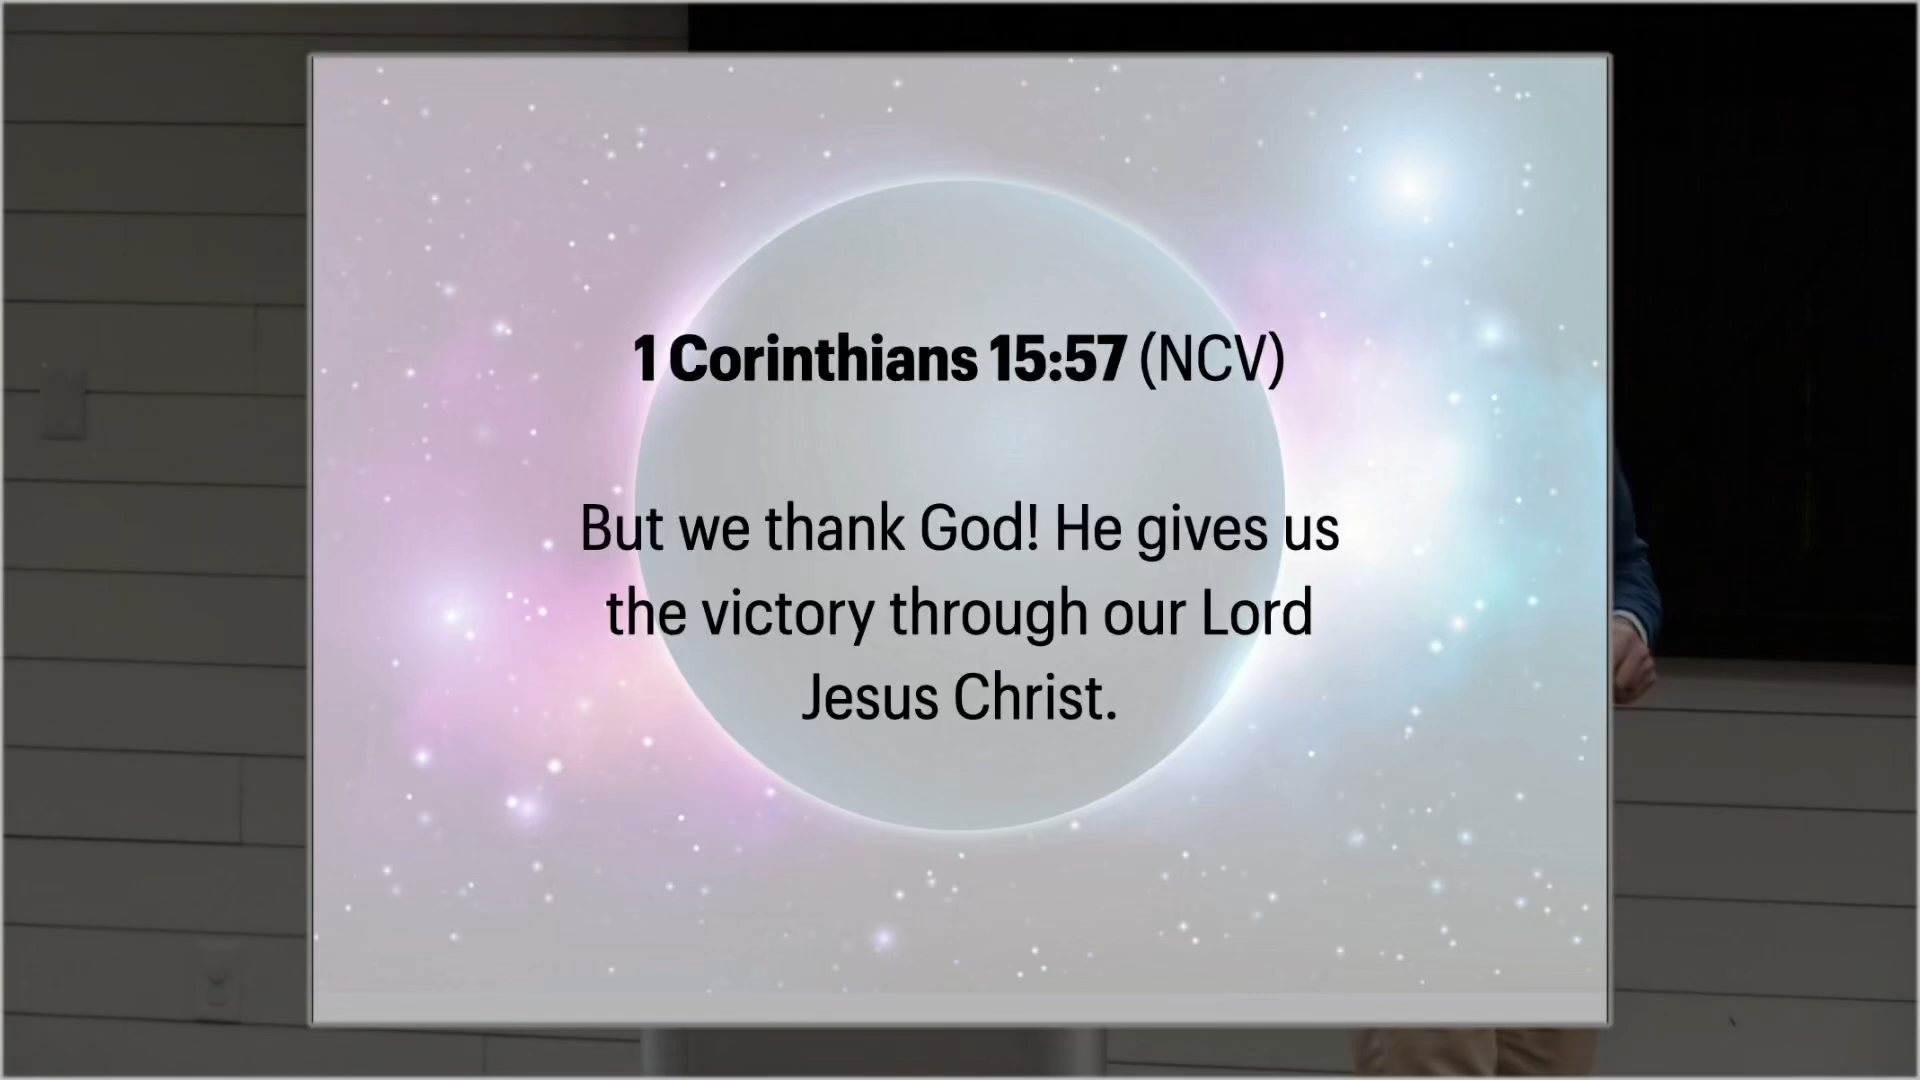 1 Corinthians 15:57 (NCV)
But we thank God! He gives us
the victory through our Lord
Jesus Christ.